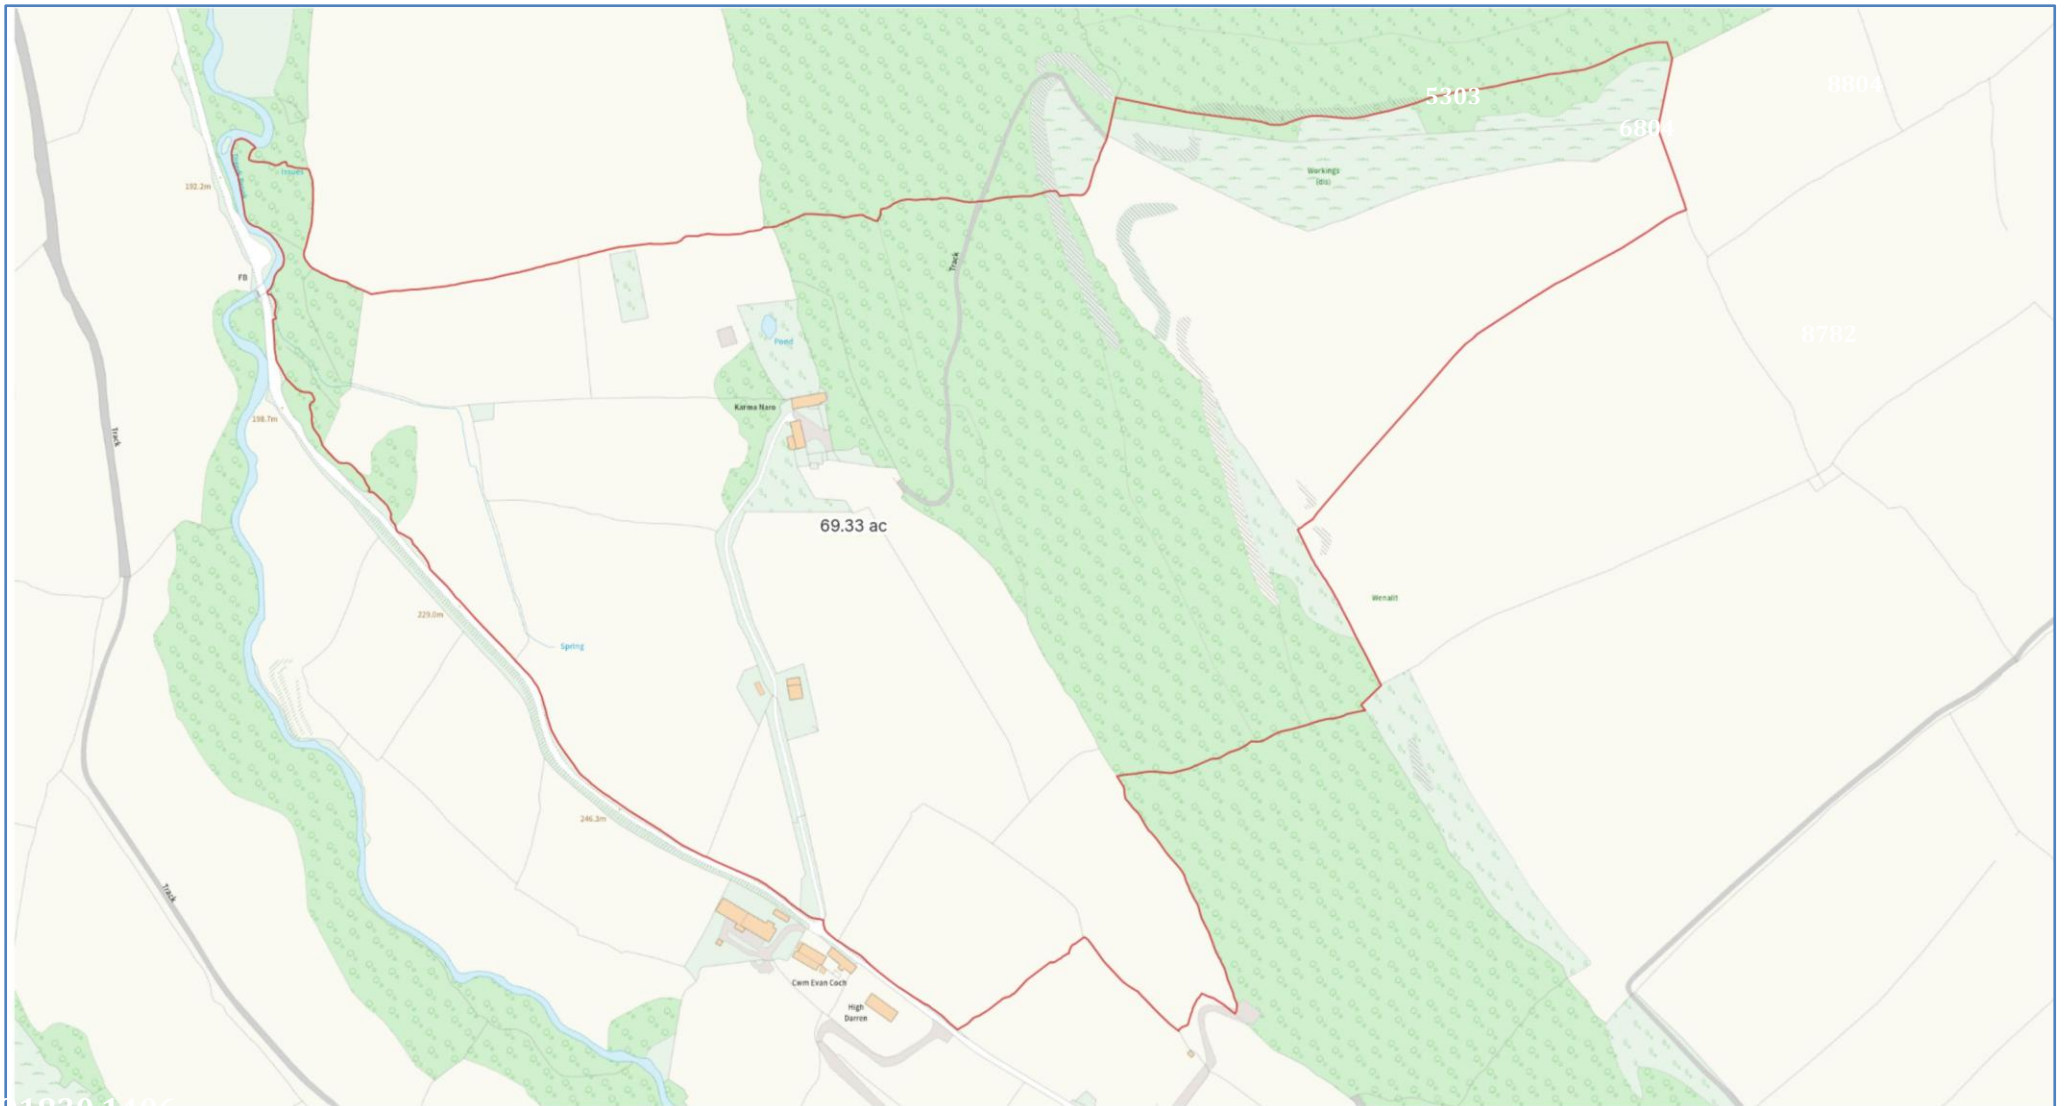 5303
8804
6804
Workings
(dis)
Issues
192.2m
Track
FB
8782
Pond
Karma Nara
198.7m
Track
69.33 ac
Wenallt
229.0m
Spring
246.3m
Track
Cwm Evan Coch
High
Darren